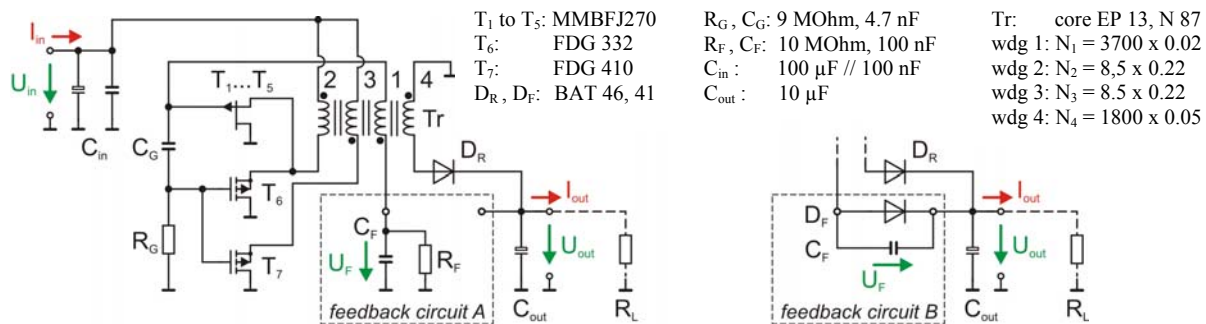 T1 to T5: MMBFJ270
T6: FDG 332
T7: FDG 410
DR , DF: BAT 46, 41
RG , CG: 9 MOhm, 4.7 nF
RF , CF: 10 MOhm, 100 nF
Cin : 100 µF // 100 nF
Cout : 10 µF
Tr: core EP 13, N 87
wdg 1: N1 = 3700 x 0.02
wdg 2: N2 = 8,5 x 0.22
wdg 3: N3 = 8.5 x 0.22
wdg 4: N4 = 1800 x 0.05
Iin
Uin
Cin
T1...T5
2 3 1 4
Tr
CG
T6
RG
T7
DR
CF
UF
RF
Iout
Uout
Cout
RL
feedback circuit A
DR
DF
CF
UF
Iout
Uout
Cout
RL
feedback circuit B